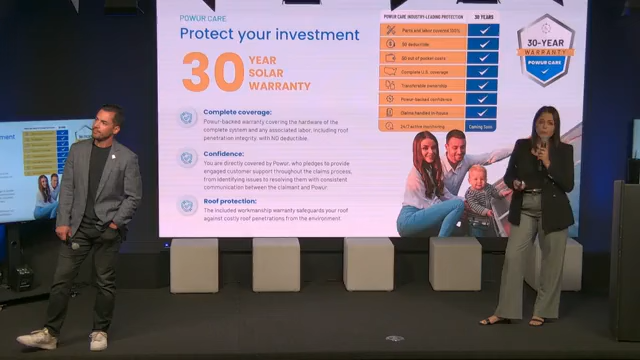 POWUR CARE
Protect your investment
30 YEAR
SOLAR
WARRANTY
Complete coverage:
Powur-backed warranty covering the hardware of the
complete system and any associated labor, including roof
penetration integrity, with NO deductible.
Confidence:
You are directly covered by Powur, who pledges to provide
engaged customer support throughout the claims process,
from identifying issues to resolving them with consistent
communication between the claimant and Powur.
Roof protection:
The included workmanship warranty safeguards your roof
against costly roof penetrations from the environment.
POWUR CARE INDUSTRY-LEADING PROTECTION 30 YEARS
Parts and labor covered 100%
$0 deductible
$0 out of pocket costs
Complete U.S. coverage
Transferable ownership
Powur-backed confidence
Claims handled in-house
24/7 active monitoring Coming Soon
30-YEAR
WARRANTY
POWUR CARE